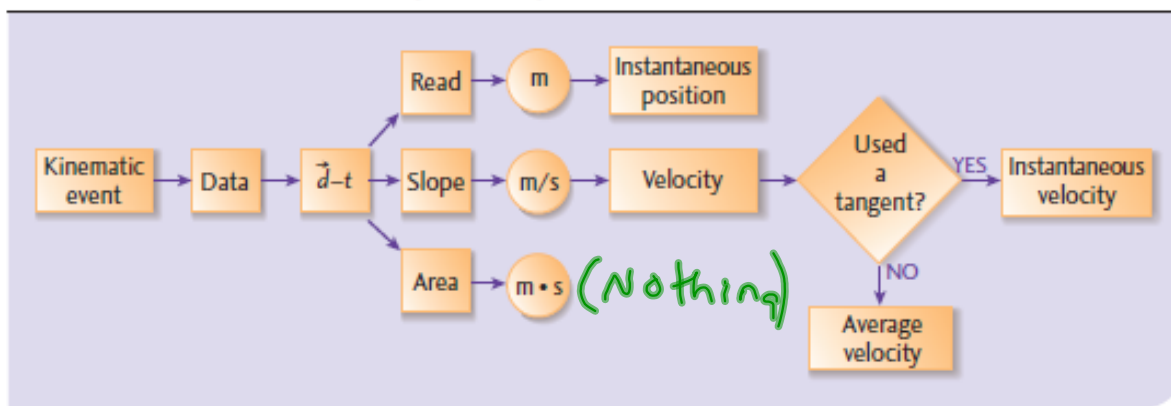 Read
m
Instantaneous
position
Kinematic
event
Data
d⃗–t
Slope
m/s
Velocity
Used
a
tangent?
YES
Instantaneous
velocity
Area
m • s
(Nothing)
NO
Average
velocity